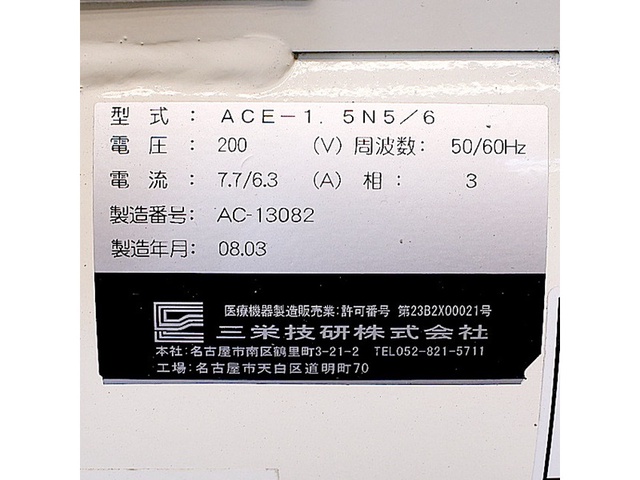 型式： ACE-1.5N5/6
電圧： 200 (V) 周波数： 50/60Hz
電流： 7.7/6.3 (A) 相： 3
製造番号： AC-13082
製造年月： 08.03
医療機器製造販売業：許可番号 第23B2X00021号
三栄技研株式会社
本社：名古屋市南区鶴里町3-21-2 TEL052-821-5711
工場：名古屋市天白区道明町70